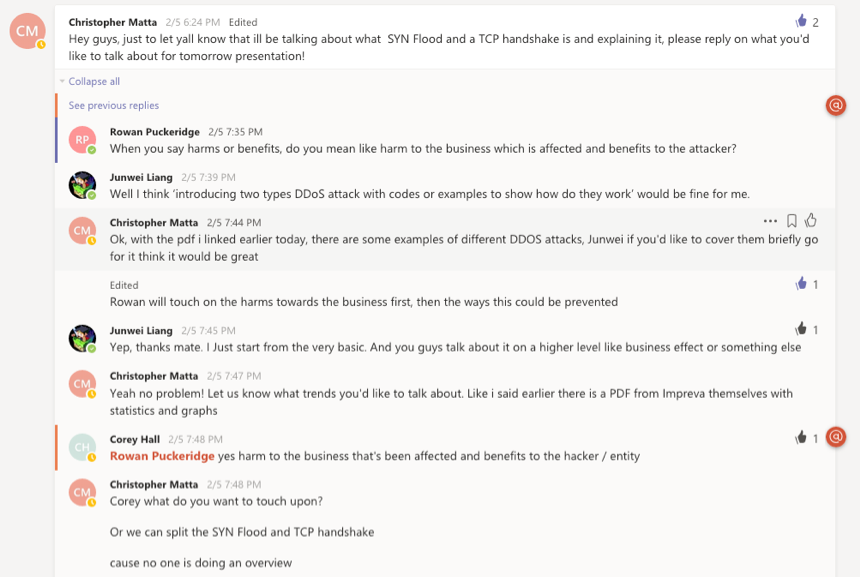 CM
Christopher Matta 2/5 6:24 PM Edited
2
Hey guys, just to let yall know that ill be talking about what SYN Flood and a TCP handshake is and explaining it, please reply on what you'd
like to talk about for tomorrow presentation!
Collapse all
See previous replies
@
RP
Rowan Puckeridge 2/5 7:35 PM
When you say harms or benefits, do you mean like harm to the business which is affected and benefits to the attacker?
Junwei Liang 2/5 7:39 PM
Well I think 'introducing two types DDoS attack with codes or examples to show how do they work' would be fine for me.
CM
Christopher Matta 2/5 7:44 PM
Ok, with the pdf i linked earlier today, there are some examples of different DDOS attacks, Junwei if you'd like to cover them briefly go
for it think it would be great
Edited
1
Rowan will touch on the harms towards the business first, then the ways this could be prevented
Junwei Liang 2/5 7:45 PM
1
Yep, thanks mate. I Just start from the very basic. And you guys talk about it on a higher level like business effect or something else
CM
Christopher Matta 2/5 7:47 PM
Yeah no problem! Let us know what trends you'd like to talk about. Like i said earlier there is a PDF from Impreva themselves with
statistics and graphs
CH
Corey Hall 2/5 7:48 PM
1
@
Rowan Puckeridge yes harm to the business that's been affected and benefits to the hacker / entity
CM
Christopher Matta 2/5 7:48 PM
Corey what do you want to touch upon?
Or we can split the SYN Flood and TCP handshake
cause no one is doing an overview